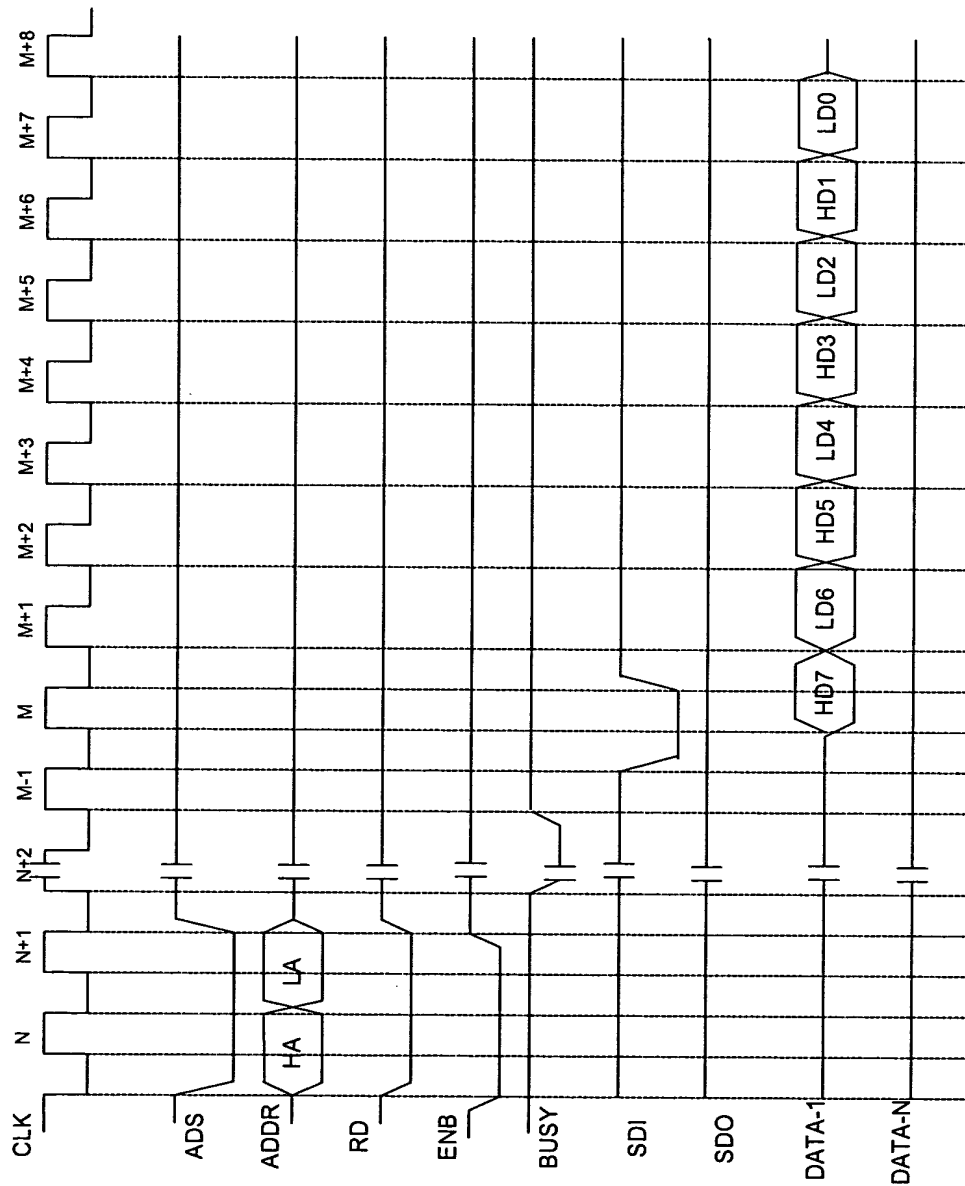 CLK N N+1 N+2 M-1 M M+1 M+2 M+3 M+4 M+5 M+6 M+7 M+8
ADS
ADDR HA LA
RD
ENB
BUSY
SDI
SDO
DATA-1 HD7 LD6 HD5 LD4 HD3 LD2 HD1 LD0
DATA-N